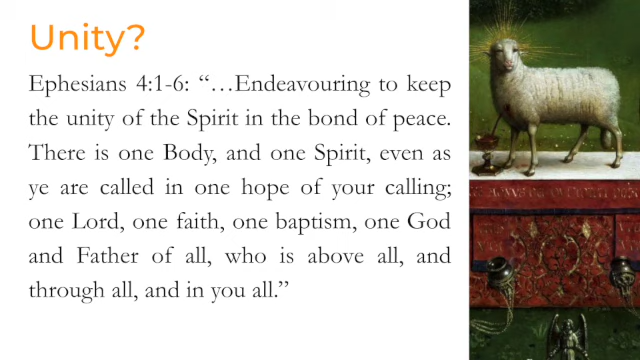 Unity?
Ephesians 4:1-6: “…Endeavouring to keep
the unity of the Spirit in the bond of peace.
There is one Body, and one Spirit, even as
ye are called in one hope of your calling;
one Lord, one faith, one baptism, one God
and Father of all, who is above all, and
through all, and in you all.”